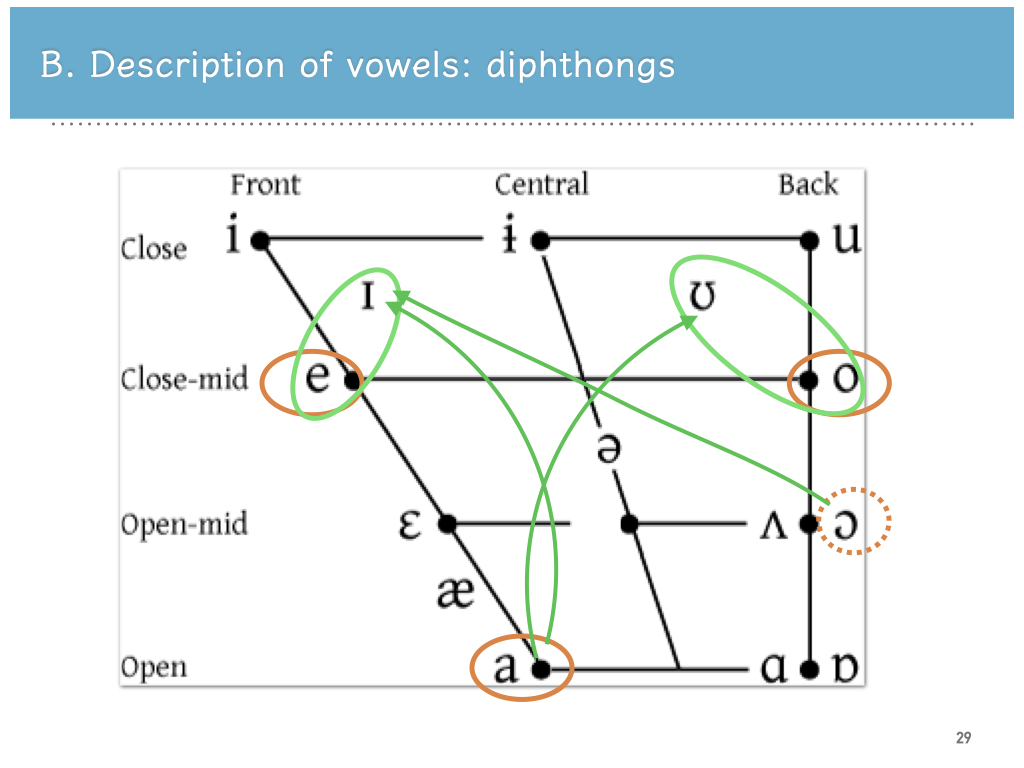 B. Description of vowels: diphthongs
Front Central Back
Close i ɨ u
ɪ ʊ
Close-mid e o
ə
Open-mid ɛ ʌ ɔ
æ
Open a ɑ ɒ
29